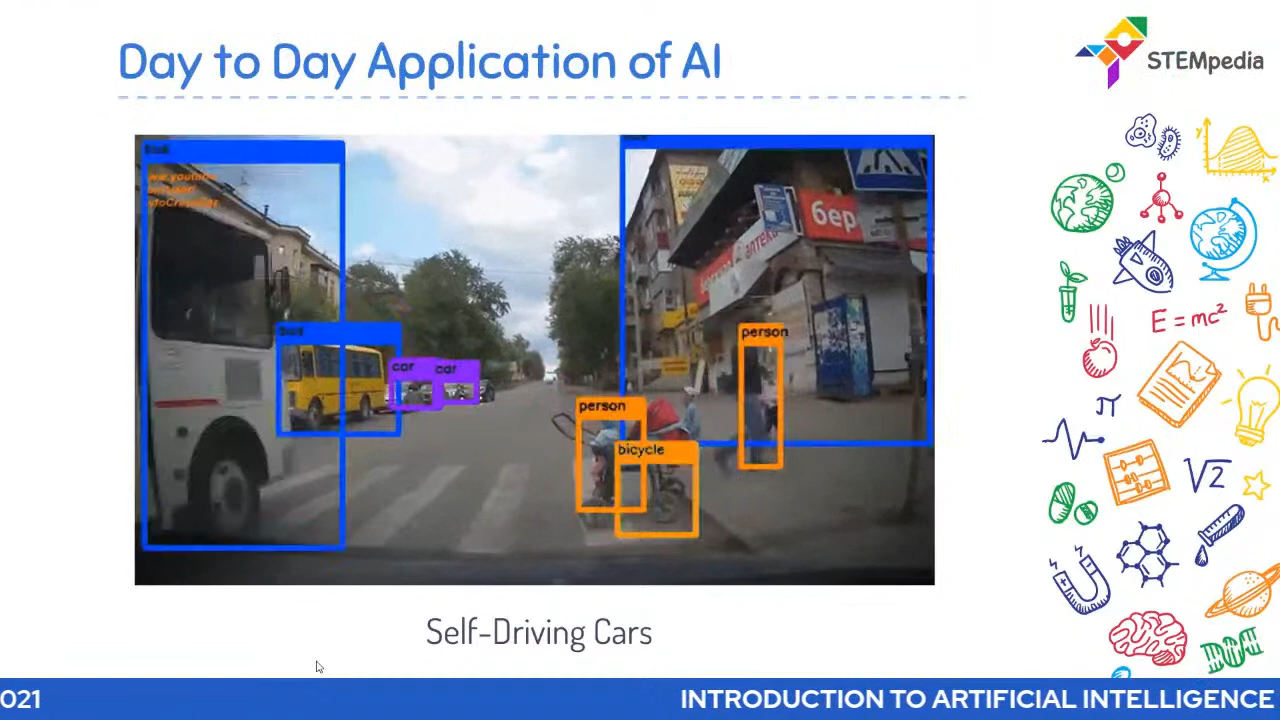 Day to Day Application of AI
STEMpedia
person
car
car
person
bicycle
бер
аптека
y
x
E = mc²
π
√2
Self-Driving Cars
021
INTRODUCTION TO ARTIFICIAL INTELLIGENCE